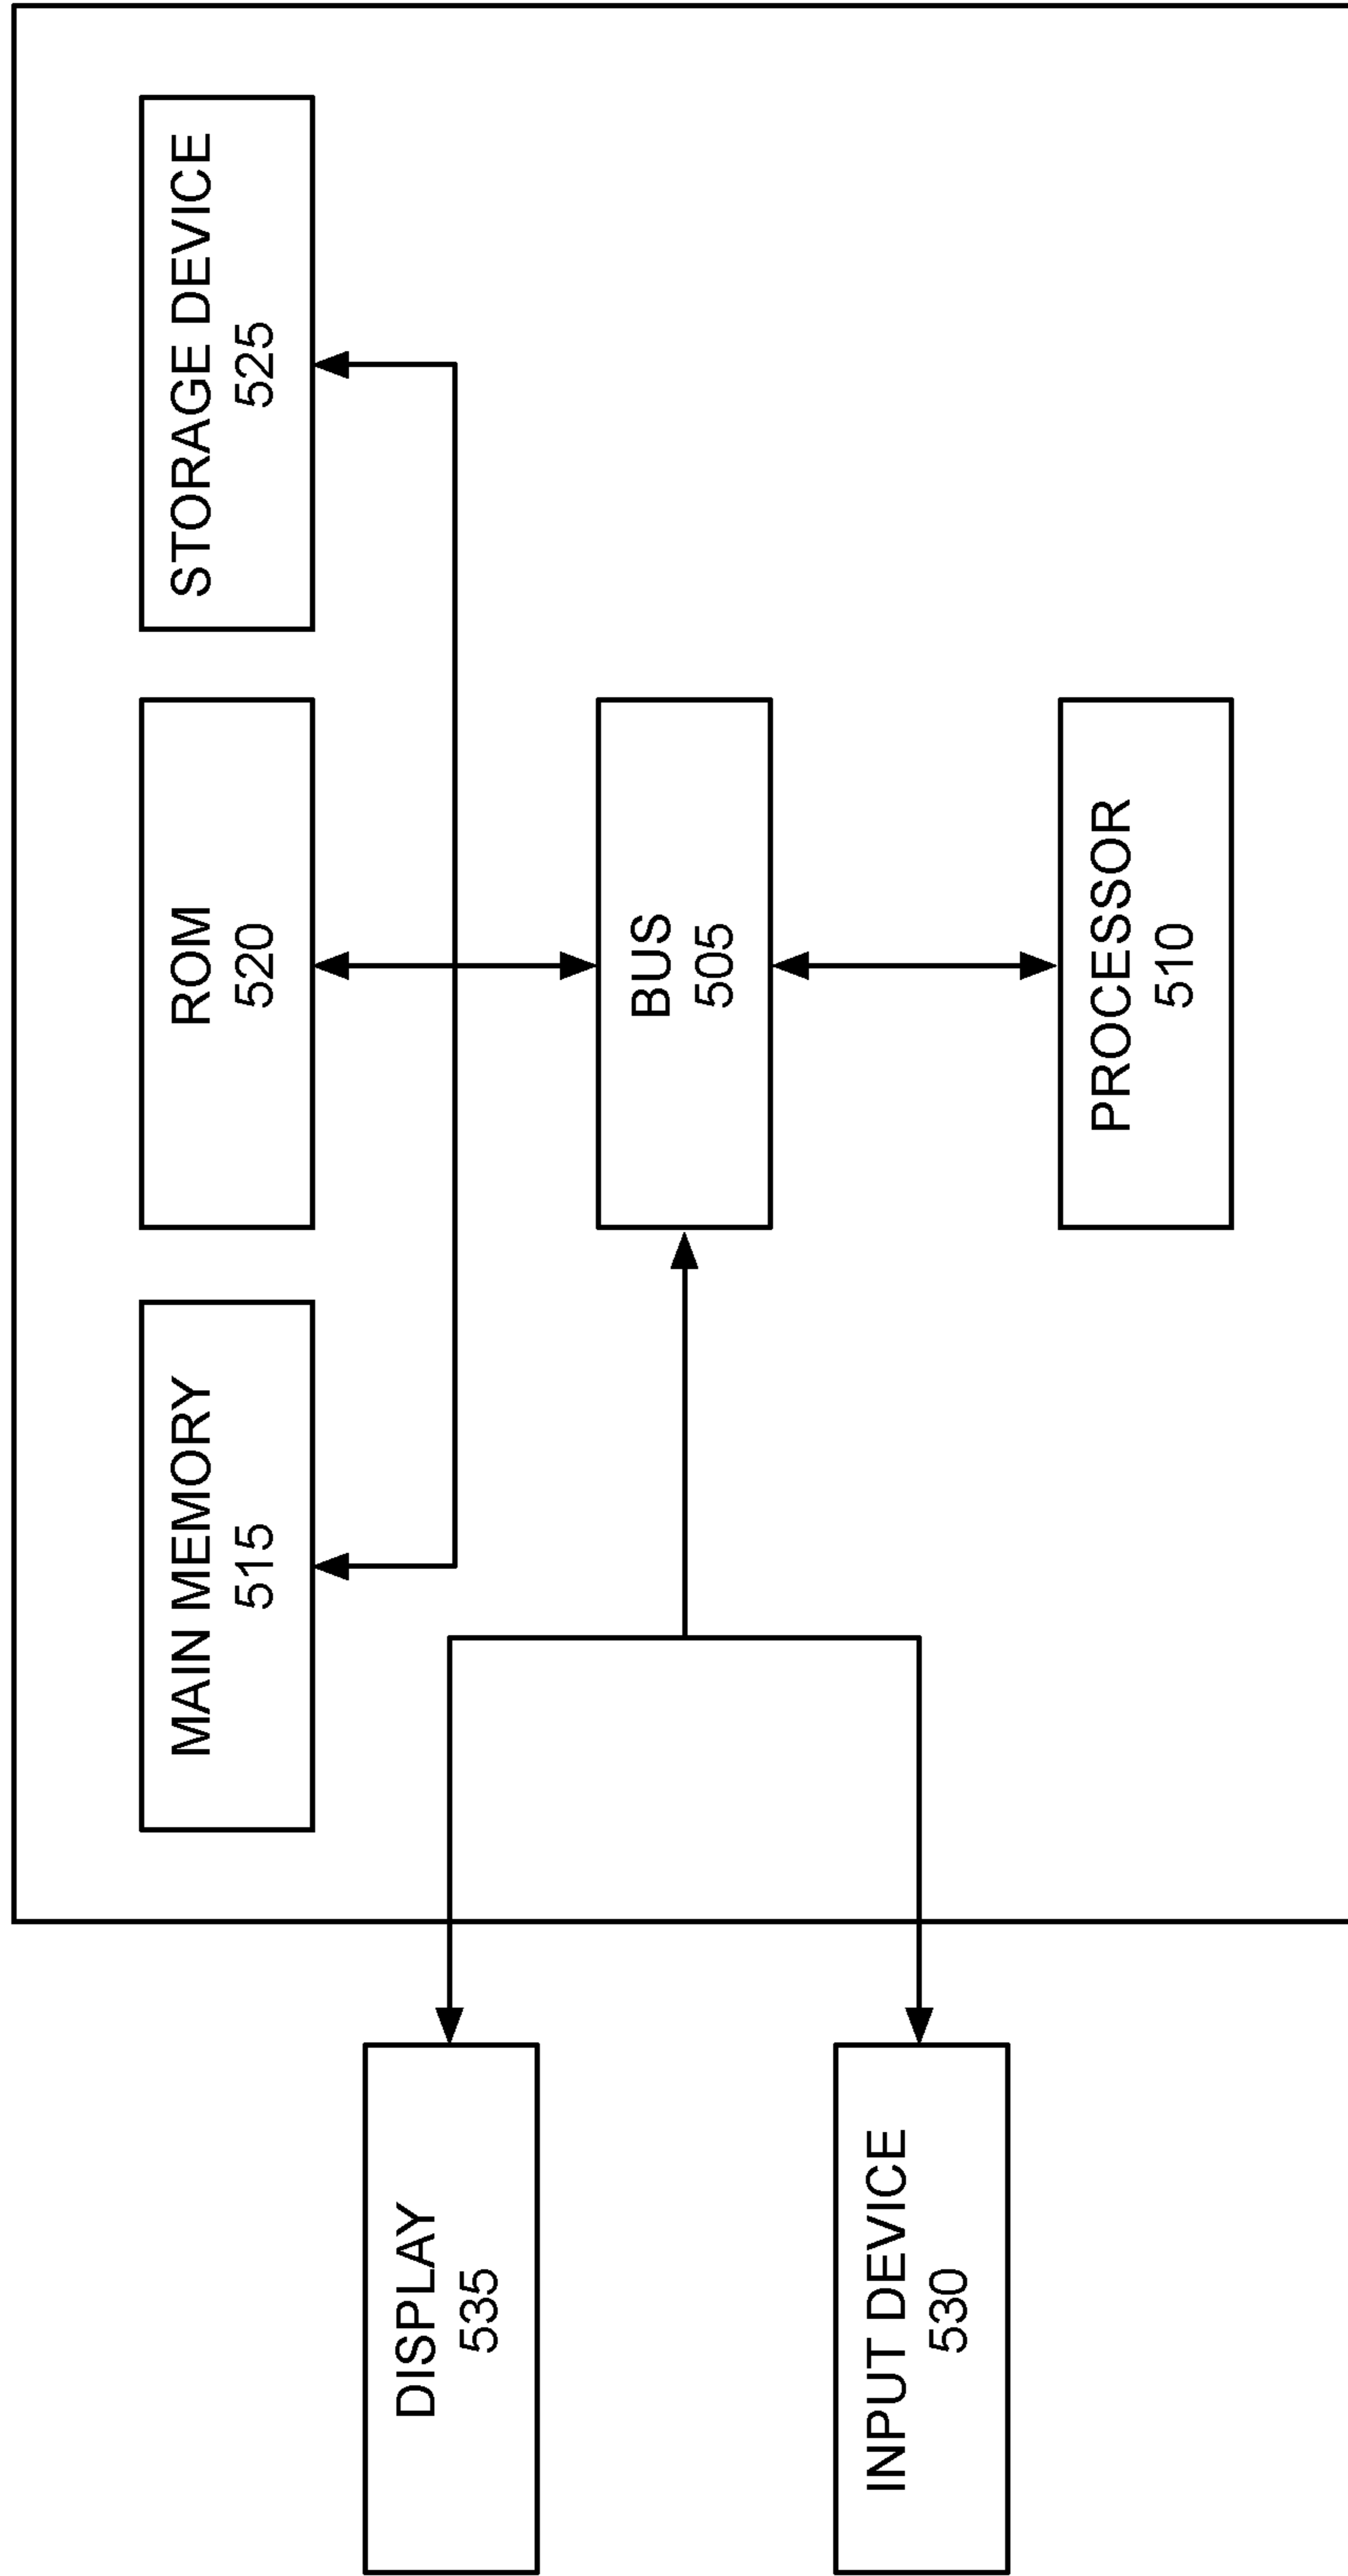 MAIN MEMORY
515
ROM
520
STORAGE DEVICE
525
DISPLAY
535
BUS
505
INPUT DEVICE
530
PROCESSOR
510